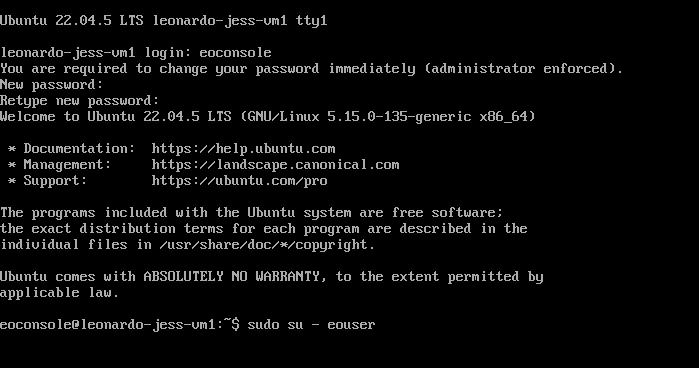 Ubuntu 22.04.5 LTS leonardo-jess-vm1 tty1
leonardo-jess-vm1 login: eoconsole
You are required to change your password immediately (administrator enforced).
New password:
Retype new password:
Welcome to Ubuntu 22.04.5 LTS (GNU/Linux 5.15.0-135-generic x86_64)
* Documentation:  https://help.ubuntu.com
* Management:     https://landscape.canonical.com
* Support:        https://ubuntu.com/pro
The programs included with the Ubuntu system are free software;
the exact distribution terms for each program are described in the
individual files in /usr/share/doc/*/copyright.
Ubuntu comes with ABSOLUTELY NO WARRANTY, to the extent permitted by
applicable law.
eoconsole@leonardo-jess-vm1:~$ sudo su - eouser